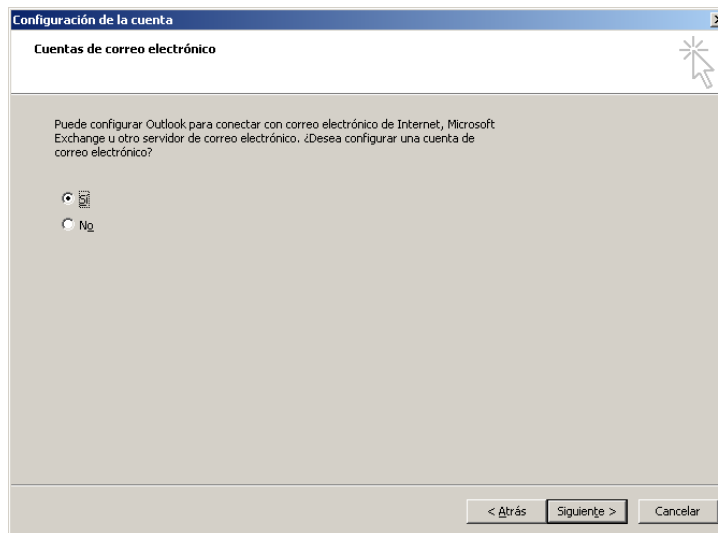 Configuración de la cuenta
Cuentas de correo electrónico
Puede configurar Outlook para conectar con correo electrónico de Internet, Microsoft
Exchange u otro servidor de correo electrónico. ¿Desea configurar una cuenta de
correo electrónico?
Sí
No
< Atrás
Siguiente >
Cancelar